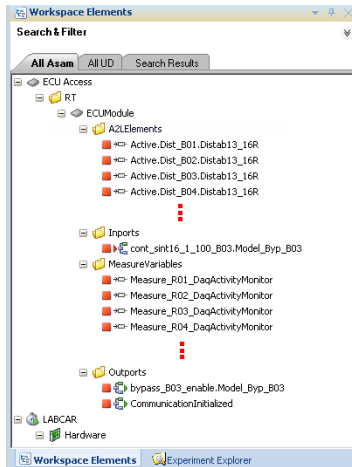 Workspace Elements
Search & Filter
All Asam All UD Search Results
ECU Access
RT
ECUModule
A2LElements
Active.Dist_B01.Distab13_16R
Active.Dist_B02.Distab13_16R
Active.Dist_B03.Distab13_16R
Active.Dist_B04.Distab13_16R
Inports
cont_sint16_1_100_B03.Model_Byp_B03
MeasureVariables
Measure_R01_DaqActivityMonitor
Measure_R02_DaqActivityMonitor
Measure_R03_DaqActivityMonitor
Measure_R04_DaqActivityMonitor
Outports
bypass_B03_enable.Model_Byp_B03
CommunicationInitialized
LABCAR
Hardware
Workspace Elements Experiment Explorer